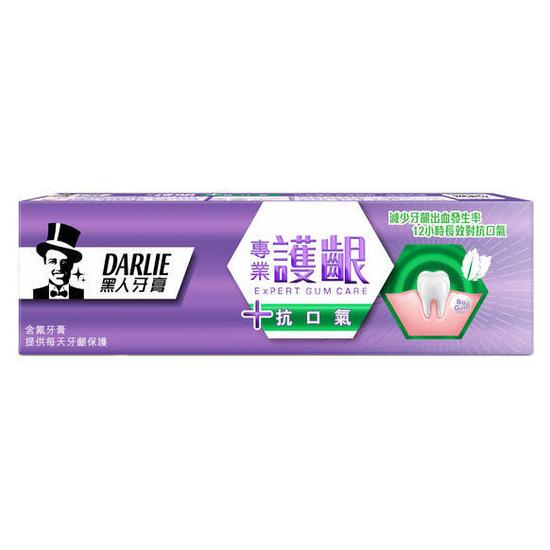 DARLIE
黑人牙膏
含氟牙膏
提供每天牙齦保護
專業護齦
ExPERT GUM CARE
+抗口氣
減少牙齦出血發生率
12小時長效對抗口氣